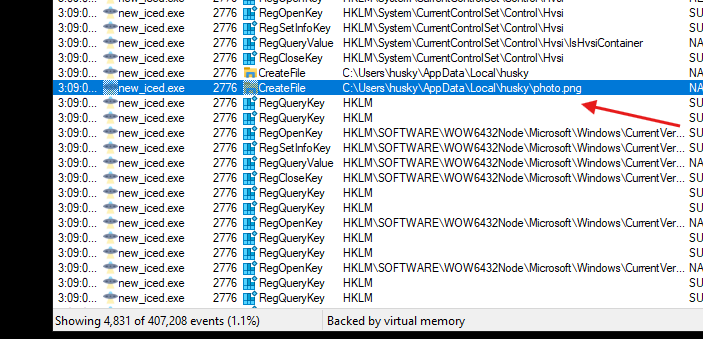 3:09:0... new_iced.exe 2776 RegOpenKey HKLM\System\CurrentControlSet\Control\Hvsi SU
3:09:0... new_iced.exe 2776 RegSetInfoKey HKLM\System\CurrentControlSet\Control\Hvsi SU
3:09:0... new_iced.exe 2776 RegQueryValue HKLM\System\CurrentControlSet\Control\Hvsi\IsHvsiContainer NA
3:09:0... new_iced.exe 2776 RegCloseKey HKLM\System\CurrentControlSet\Control\Hvsi SU
3:09:0... new_iced.exe 2776 CreateFile C:\Users\husky\AppData\Local\husky NA
3:09:0... new_iced.exe 2776 CreateFile C:\Users\husky\AppData\Local\husky\photo.png NA
3:09:0... new_iced.exe 2776 RegQueryKey HKLM SU
3:09:0... new_iced.exe 2776 RegOpenKey HKLM\SOFTWARE\WOW6432Node\Microsoft\Windows\CurrentVer... SU
3:09:0... new_iced.exe 2776 RegSetInfoKey HKLM\SOFTWARE\WOW6432Node\Microsoft\Windows\CurrentVer... SU
3:09:0... new_iced.exe 2776 RegQueryValue HKLM\SOFTWARE\WOW6432Node\Microsoft\Windows\CurrentVer... NA
3:09:0... new_iced.exe 2776 RegCloseKey HKLM\SOFTWARE\WOW6432Node\Microsoft\Windows\CurrentVer... SU
3:09:0... new_iced.exe 2776 RegQueryKey HKLM SU
3:09:0... new_iced.exe 2776 RegQueryKey HKLM SU
3:09:0... new_iced.exe 2776 RegOpenKey HKLM\SOFTWARE\WOW6432Node\Microsoft\Windows\CurrentVer... NA
3:09:0... new_iced.exe 2776 RegQueryKey HKLM SU
3:09:0... new_iced.exe 2776 RegQueryKey HKLM SU
3:09:0... new_iced.exe 2776 RegOpenKey HKLM\SOFTWARE\WOW6432Node\Microsoft\Windows\CurrentVer... NA
3:09:0... new_iced.exe 2776 RegQueryKey HKLM SU
3:09:0... new_iced.exe 2776 RegQueryKey HKLM SU
Showing 4,831 of 407,208 events (1.1%) Backed by virtual memory